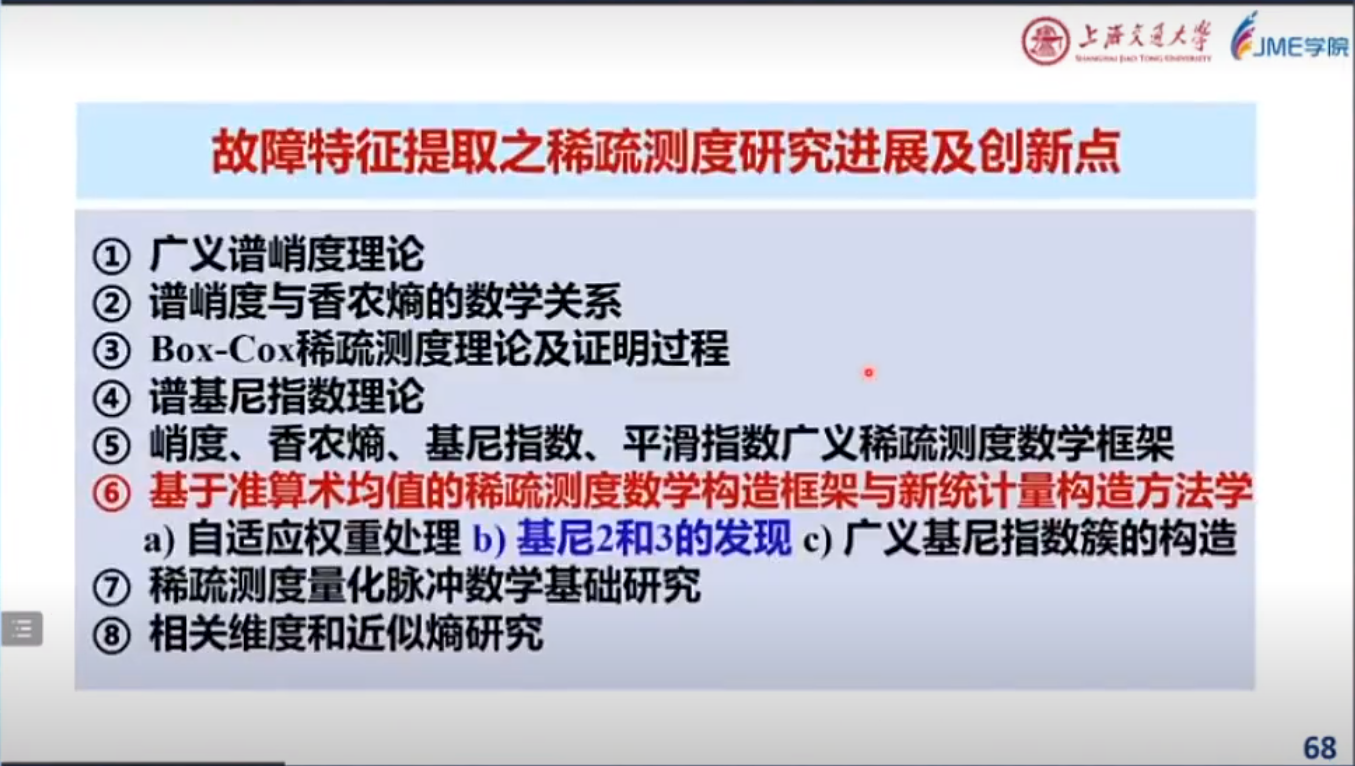 上海交通大学
SHANGHAI JIAO TONG UNIVERSITY
JME学院
故障特征提取之稀疏测度研究进展及创新点
① 广义谱峭度理论
② 谱峭度与香农熵的数学关系
③ Box-Cox稀疏测度理论及证明过程
④ 谱基尼指数理论
⑤ 峭度、香农熵、基尼指数、平滑指数广义稀疏测度数学框架
⑥ 基于准算术均值的稀疏测度数学构造框架与新统计量构造方法学
a) 自适应权重处理 b) 基尼2和3的发现 c) 广义基尼指数簇的构造
⑦ 稀疏测度量化脉冲数学基础研究
⑧ 相关维度和近似熵研究
68